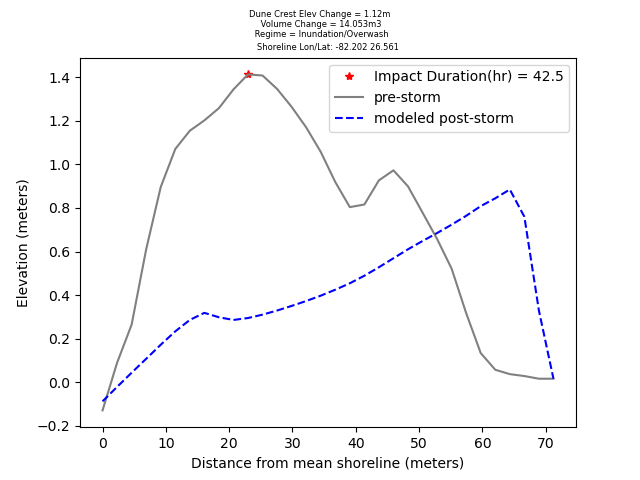 Dune Crest Elev Change = 1.12m
Volume Change = 14.053m3
Regime = Inundation/Overwash
Shoreline Lon/Lat: -82.202 26.561
Impact Duration(hr) = 42.5
pre-storm
modeled post-storm
Elevation (meters)
1.4
1.2
1.0
0.8
0.6
0.4
0.2
0.0
−0.2
0 10 20 30 40 50 60 70
Distance from mean shoreline (meters)